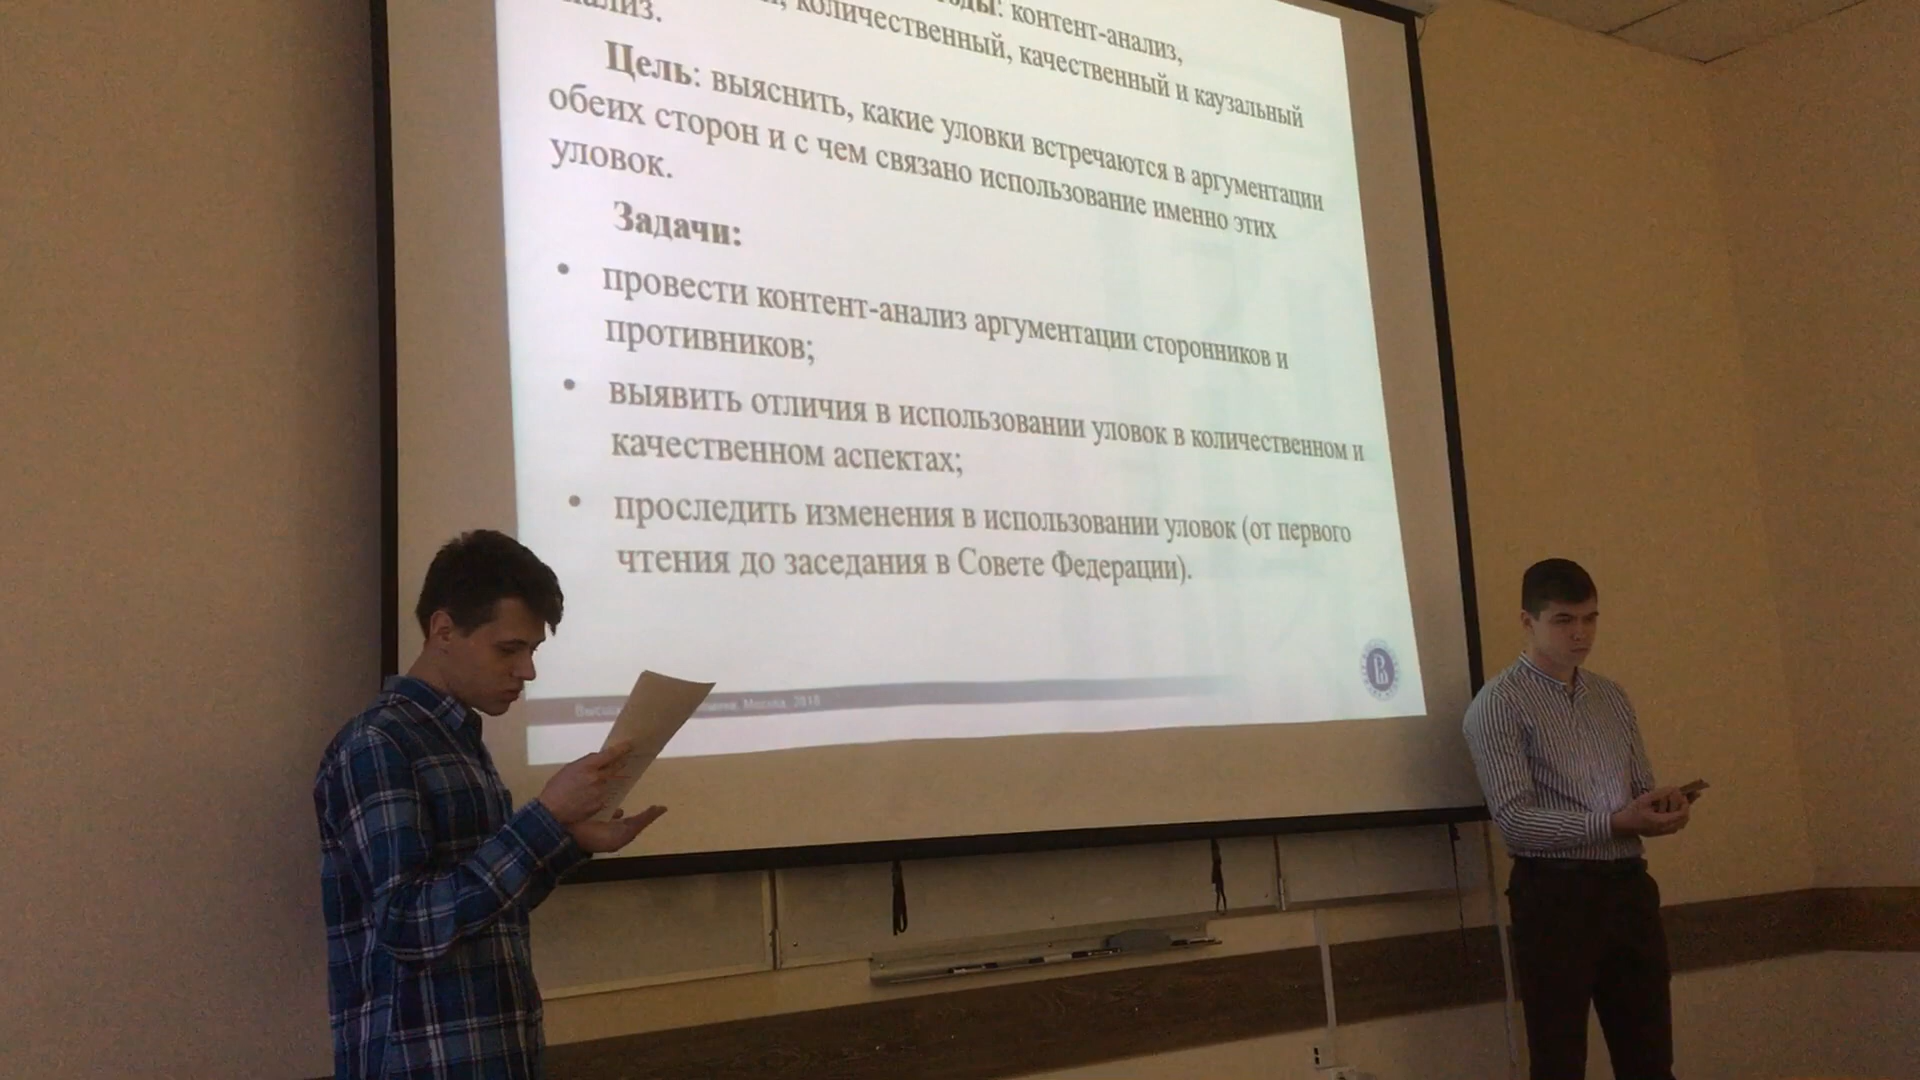 контент-анализ,
количественный, качественный и каузальный
Цель: выяснить, какие уловки встречаются в аргументации
обеих сторон и с чем связано использование именно этих
уловок.
Задачи:
• провести контент-анализ аргументации сторонников и
противников;
• выявить отличия в использовании уловок в количественном и
качественном аспектах;
• проследить изменения в использовании уловок (от первого
чтения до заседания в Совете Федерации).
Москва,